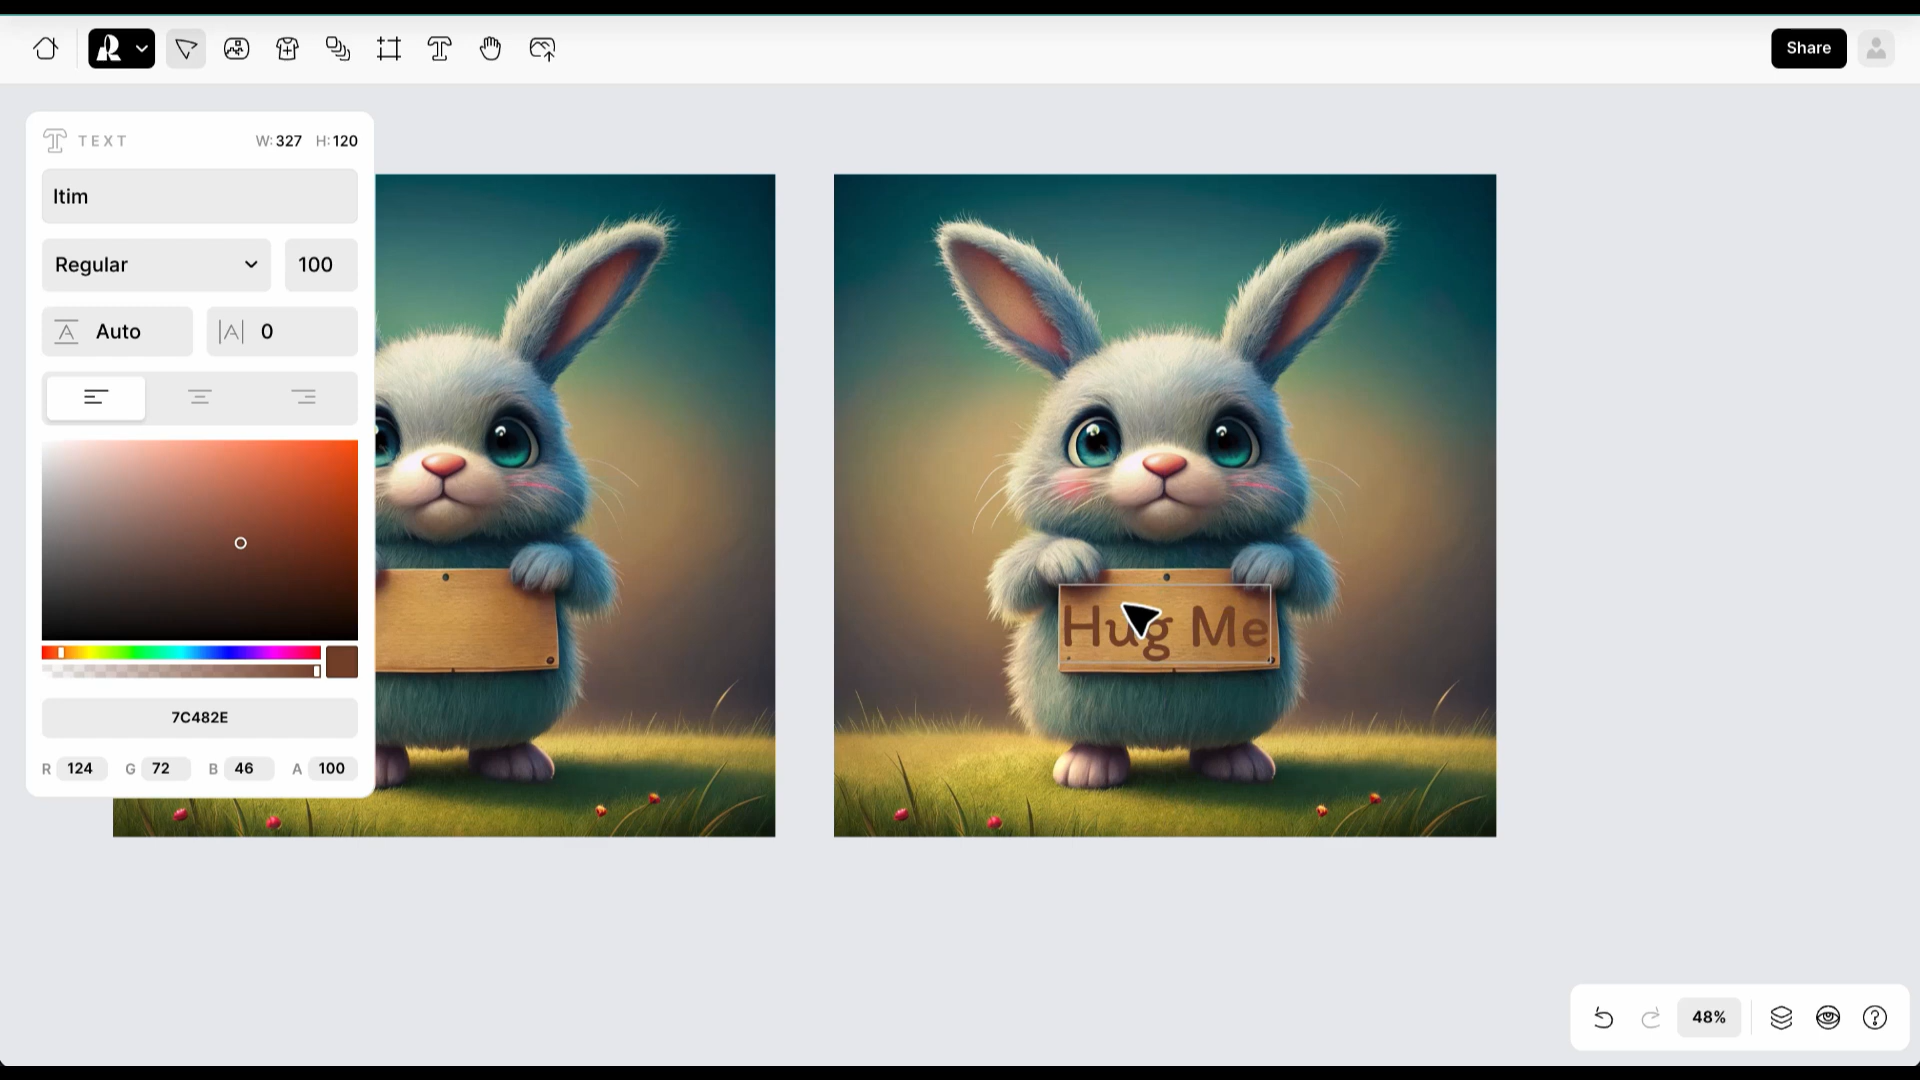 Share
TEXT W: 327 H: 120
Itim
Regular 100
Auto 0
7C482E
R 124 G 72 B 46 A 100
Hug Me
48%